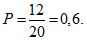 P = 12/20 = 0,6.